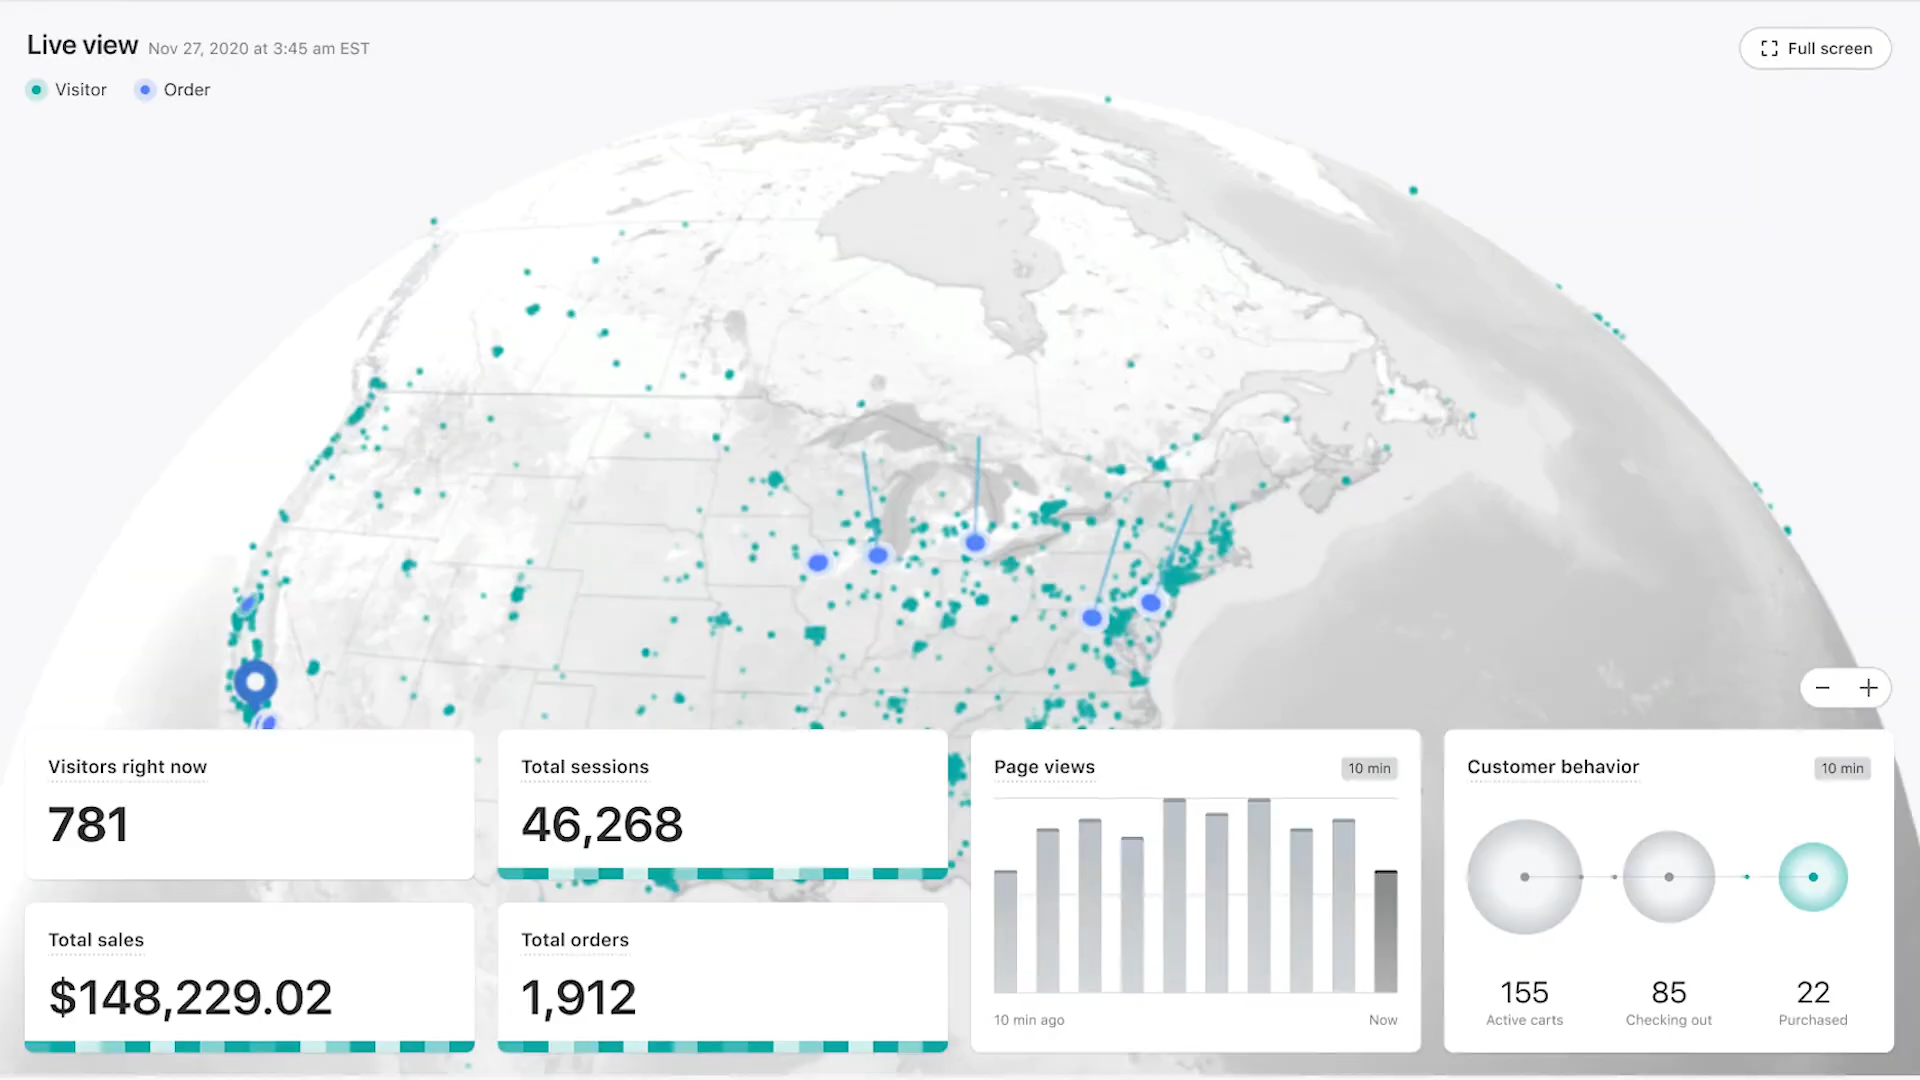 Live view Nov 27, 2020 at 3:45 am EST
Full screen
Visitor Order
Visitors right now
781
Total sessions
46,268
Total sales
$148,229.02
Total orders
1,912
Page views 10 min
10 min ago Now
Customer behavior 10 min
155 85 22
Active carts Checking out Purchased